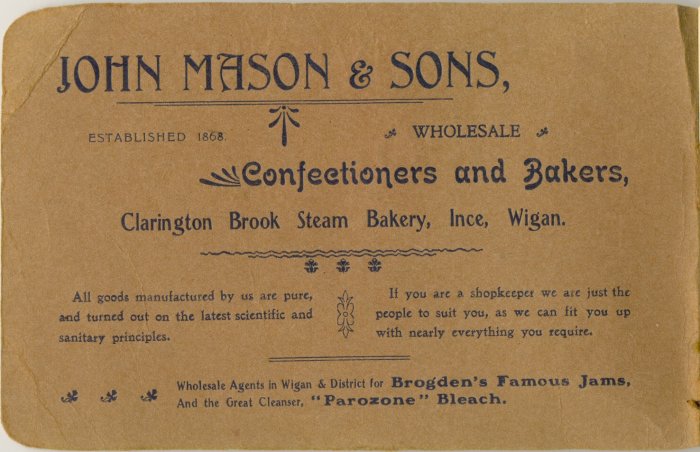 JOHN MASON & SONS,
ESTABLISHED 1868.
WHOLESALE
Confectioners and Bakers,
Clarington Brook Steam Bakery, Ince, Wigan.
All goods manufactured by us are pure,
and turned out on the latest scientific and
sanitary principles.
If you are a shopkeeper we are just the
people to suit you, as we can fit you up
with nearly everything you require.
Wholesale Agents in Wigan & District for Brogden's Famous Jams,
And the Great Cleanser, "Parozone" Bleach.